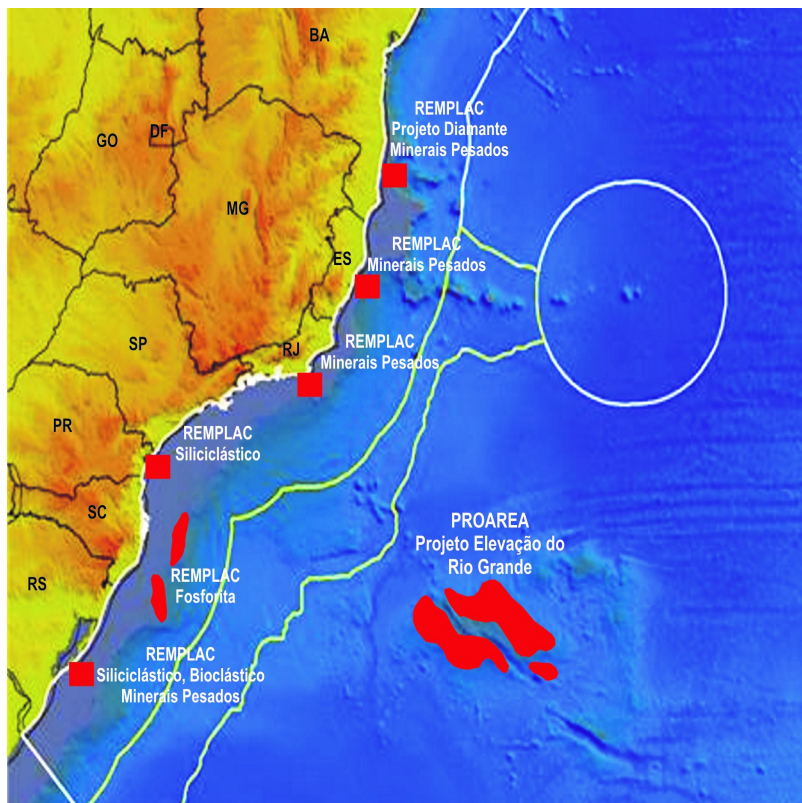 BA
REMPLAC
Projeto Diamante
Minerais Pesados
DF
GO
MG
REMPLAC
Minerais Pesados
ES
REMPLAC
Minerais Pesados
SP
RJ
PR
REMPLAC
Siliciclástico
SC
PROAREA
Projeto Elevação do
Rio Grande
REMPLAC
Fosforita
RS
REMPLAC
Siliciclástico, Bioclástico
Minerais Pesados